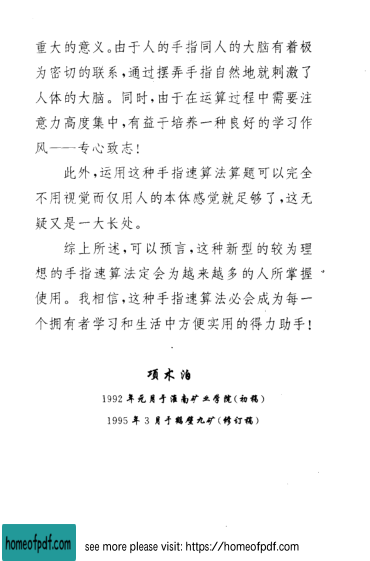 重大的意义。由于人的手指同人的大脑有着极
为密切的联系,通过摆弄手指自然地就刺激了
人体的大脑。同时,由于在运算过程中需要注
意力高度集中,有益于培养一种良好的学习作
风——专心致志!
此外,运用这种手指速算法算题可以完全
不用视觉而仅用人的本体感觉就足够了,这无
疑又是一大长处。
综上所述,可以预言,这种新型的较为理
想的手指速算法定会为越来越多的人所掌握
使用。我相信,这种手指速算法必会成为每一
个拥有者学习和生活中方便实用的得力助手!
项术治
1992年元月于淮南矿业学院(初稿)
1995年3月于鹤壁九矿(修订稿)
homeofpdf.com
see more please visit: https://homeofpdf.com